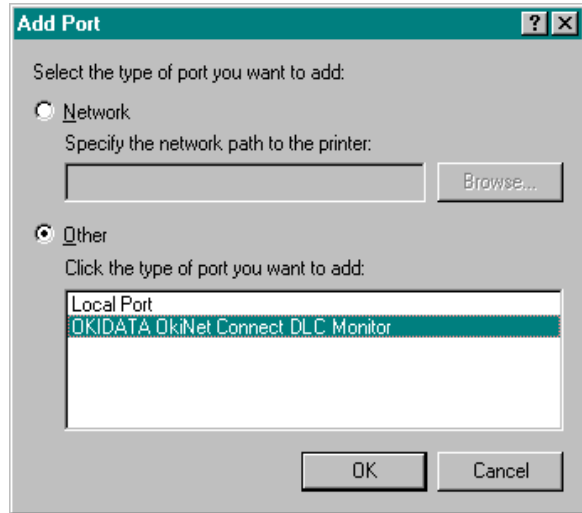 Add Port
Select the type of port you want to add:
Network
Specify the network path to the printer:
Browse...
Other
Click the type of port you want to add:
Local Port
OKIDATA OkiNet Connect DLC Monitor
OK
Cancel